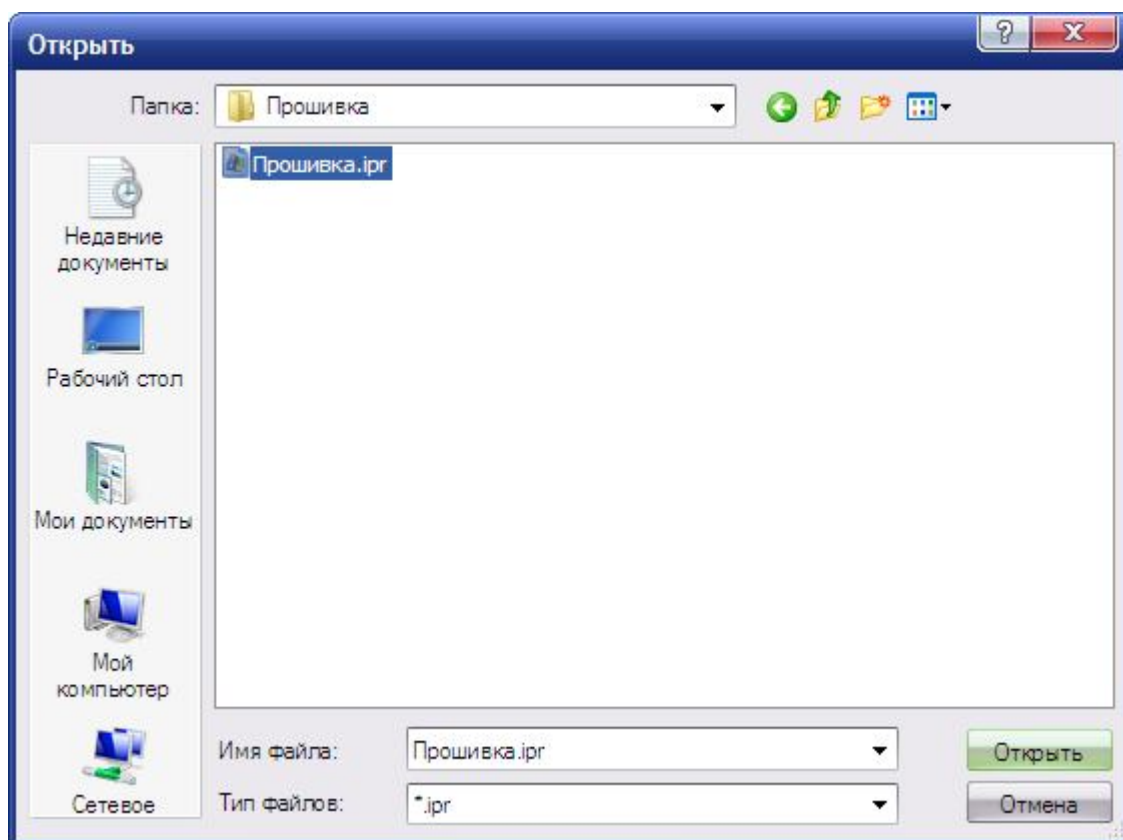 Открыть
Папка: Прошивка
Прошивка.ipr
Недавние
документы
Рабочий стол
Мои документы
Мой
компьютер
Сетевое
Имя файла: Прошивка.ipr Открыть
Тип файлов: *.ipr Отмена